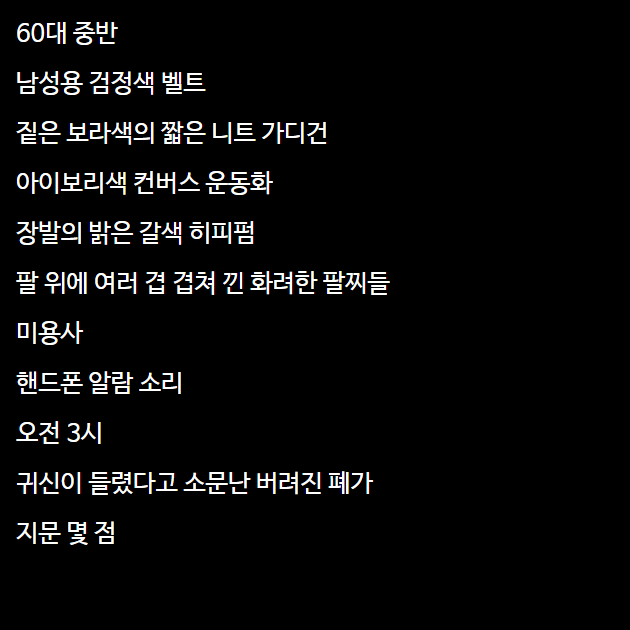 60대 중반
남성용 검정색 벨트
짙은 보라색의 짧은 니트 가디건
아이보리색 컨버스 운동화
장발의 밝은 갈색 히피펌
팔 위에 여러 겹 겹쳐 낀 화려한 팔찌들
미용사
핸드폰 알람 소리
오전 3시
귀신이 들렸다고 소문난 버려진 폐가
지문 몇 점